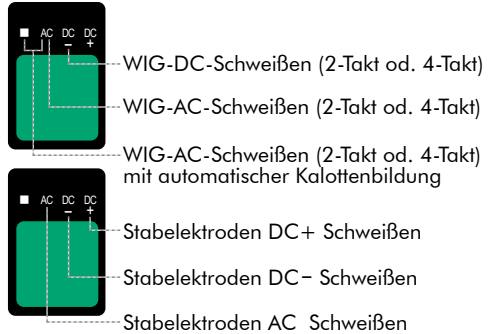 ■ AC DC − DC +
WIG-DC-Schweißen (2-Takt od. 4-Takt)
WIG-AC-Schweißen (2-Takt od. 4-Takt)
WIG-AC-Schweißen (2-Takt od. 4-Takt)
mit automatischer Kalottenbildung
■ AC DC − DC +
Stabelektroden DC+ Schweißen
Stabelektroden DC− Schweißen
Stabelektroden AC Schweißen